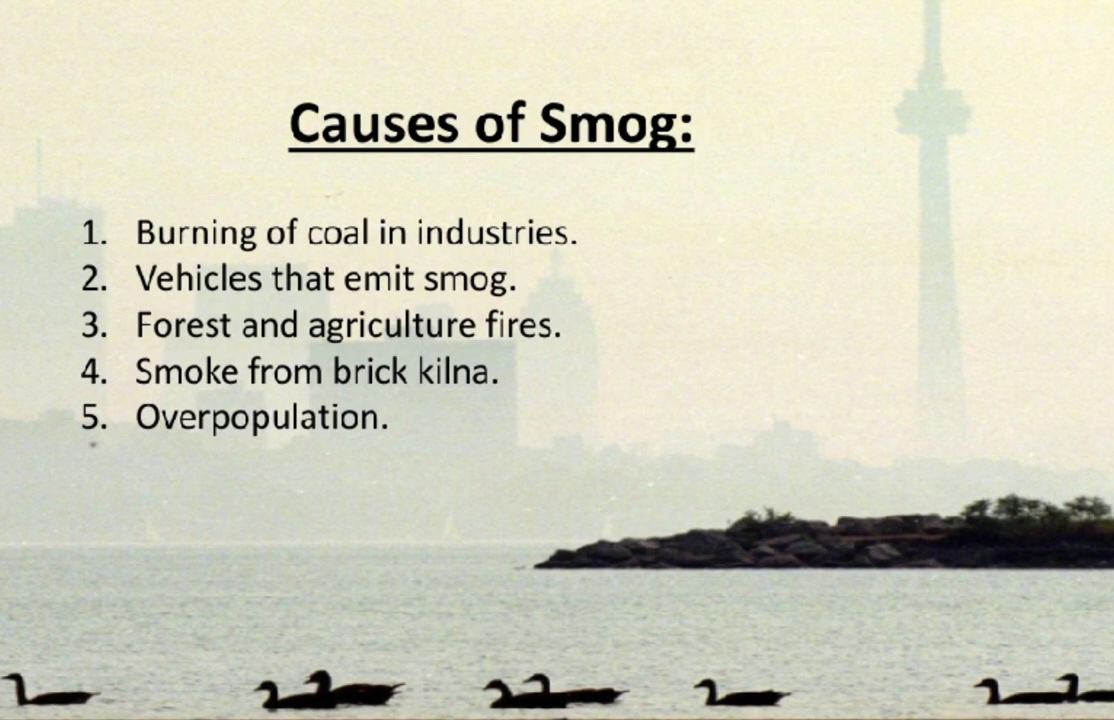 Causes of Smog:
1. Burning of coal in industries.
2. Vehicles that emit smog.
3. Forest and agriculture fires.
4. Smoke from brick kilna.
5. Overpopulation.